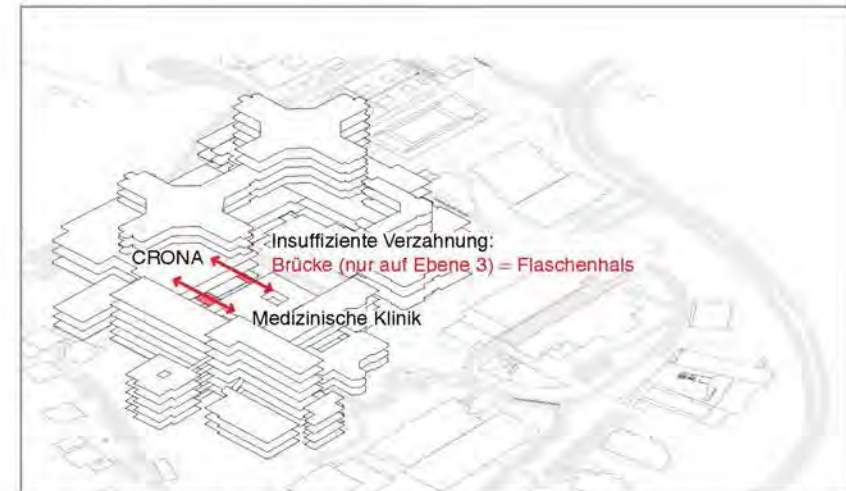 Insuffiziente Verzahnung:
CRONA
Brücke (nur auf Ebene 3) = Flaschenhals
Medizinische Klinik